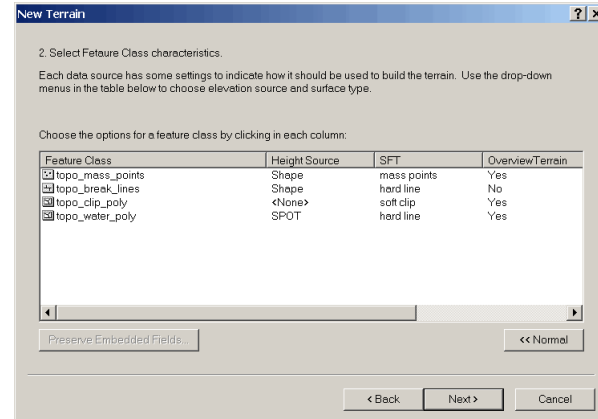 New Terrain
2. Select Fetaure Class characteristics.
Each data source has some settings to indicate how it should be used to build the terrain. Use the drop-down
menus in the table below to choose elevation source and surface type.
Choose the options for a feature class by clicking in each column:
Feature Class Height Source SFT OverviewTerrain
topo_mass_points Shape mass points Yes
topo_break_lines Shape hard line No
topo_clip_poly <None> soft clip Yes
topo_water_poly SPOT hard line Yes
Preserve Embedded Fields... << Normal
< Back Next > Cancel